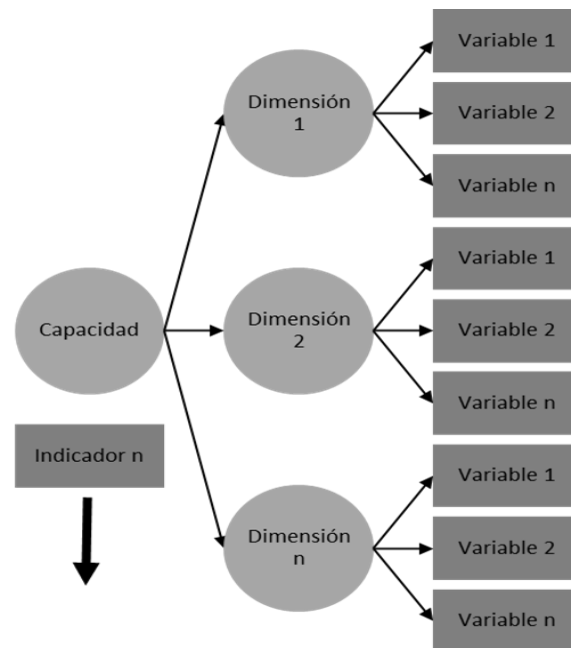 Variable 1
Dimensión
1
Variable 2
Variable n
Variable 1
Capacidad
Dimensión
2
Variable 2
Variable n
Indicador n
Variable 1
Dimensión
n
Variable 2
Variable n